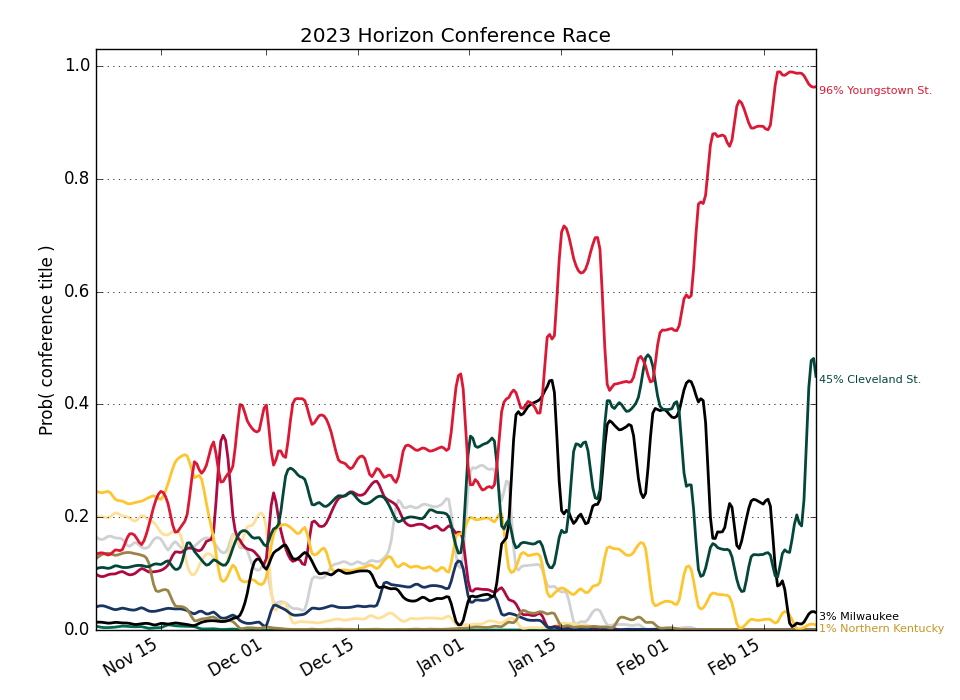 2023 Horizon Conference Race
Prob( conference title )
1.0
0.8
0.6
0.4
0.2
0.0
Nov 15
Dec 01
Dec 15
Jan 01
Jan 15
Feb 01
Feb 15
96% Youngstown St.
45% Cleveland St.
3% Milwaukee
1% Northern Kentucky